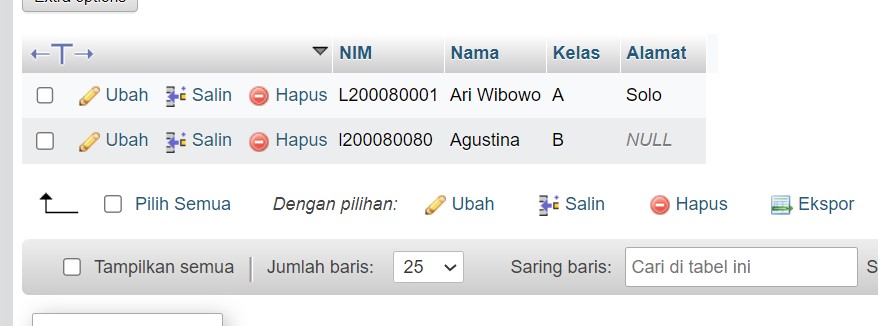 Extra options
NIM Nama Kelas Alamat
Ubah Salin Hapus L200080001 Ari Wibowo A Solo
Ubah Salin Hapus l200080080 Agustina B NULL
Pilih Semua Dengan pilihan: Ubah Salin Hapus Ekspor
Tampilkan semua Jumlah baris: 25 Saring baris: Cari di tabel ini S